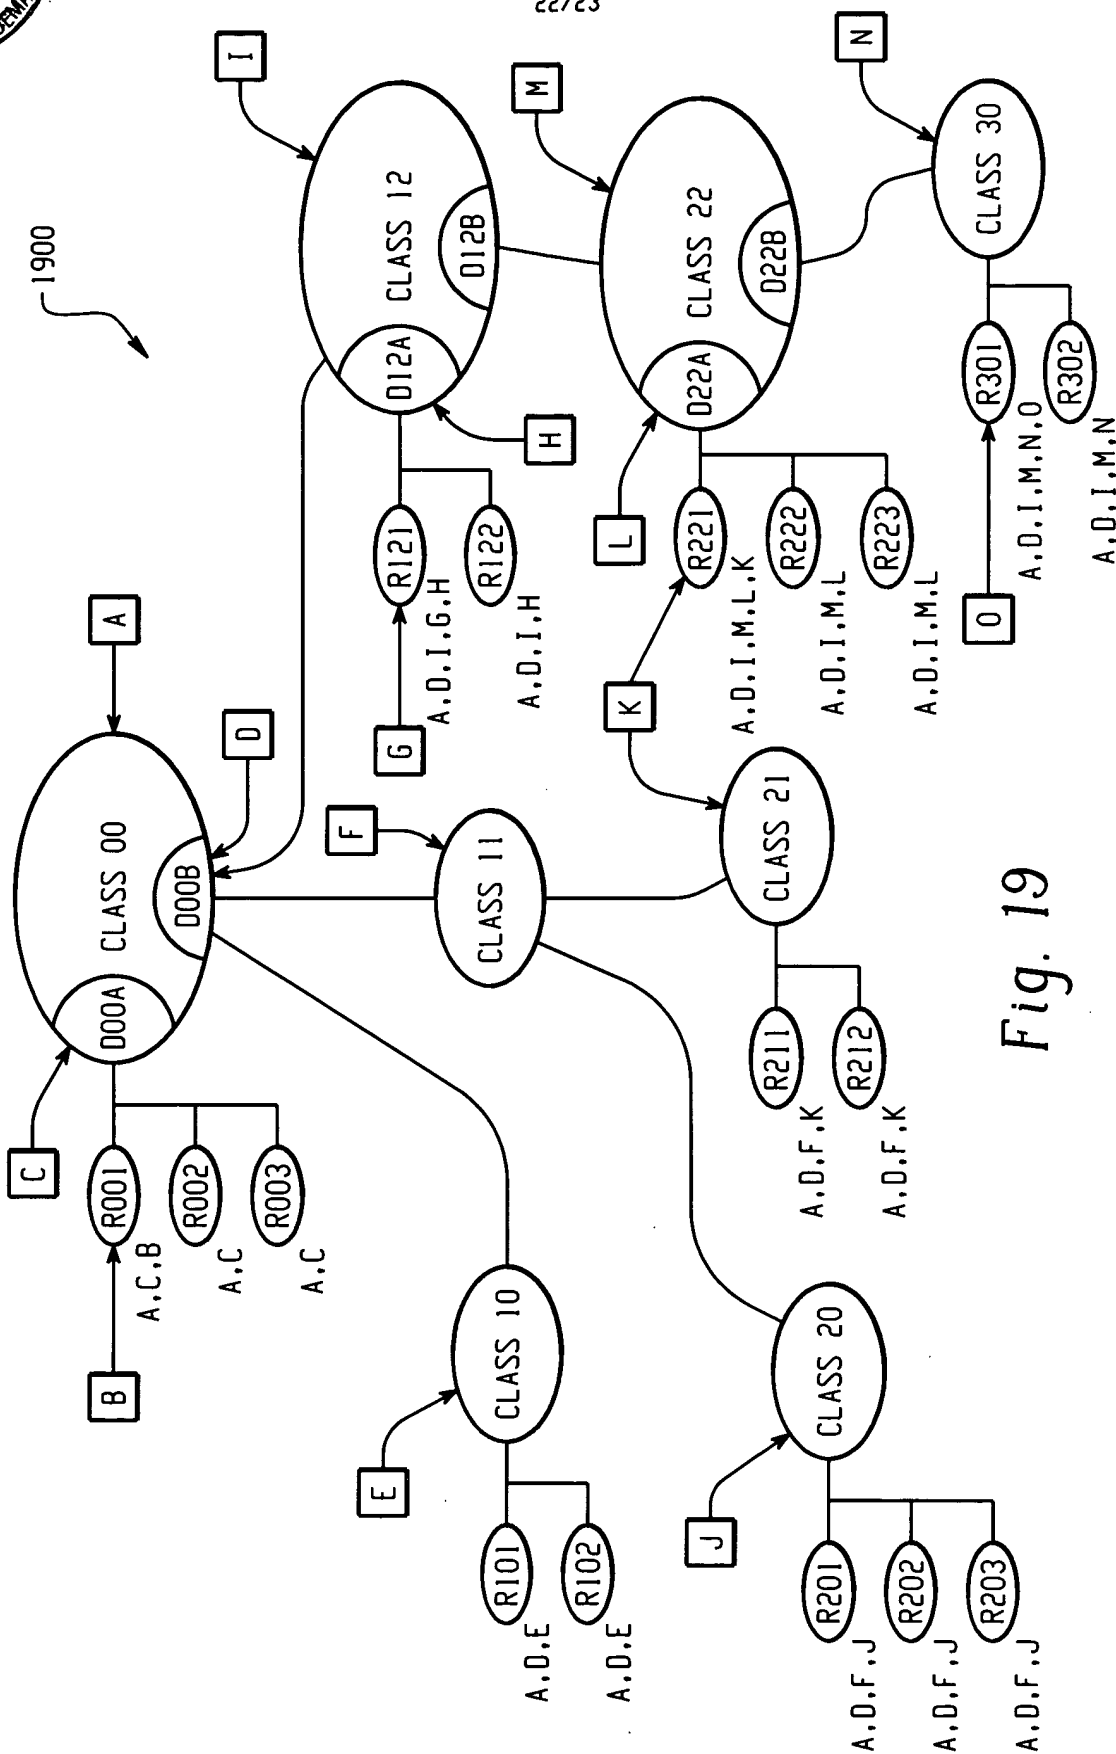 22/23
1900
A
CLASS 00
D00A
D00B
C
D
B
R001
A,C,B
R002
A,C
R003
A,C
I
CLASS 12
D12A
D12B
H
G
R121
A,D,I,G,H
R122
A,D,I,H
F
CLASS 11
E
CLASS 10
R101
A,D,E
R102
A,D,E
M
CLASS 22
D22A
D22B
L
K
R221
A,D,I,M,L,K
R222
A,D,I,M,L
R223
A,D,I,M,L
CLASS 21
R211
A,D,F,K
R212
A,D,F,K
J
CLASS 20
R201
A,D,F,J
R202
A,D,F,J
R203
A,D,F,J
N
CLASS 30
O
R301
A,D,I,M,N,O
R302
A,D,I,M,N
Fig. 19